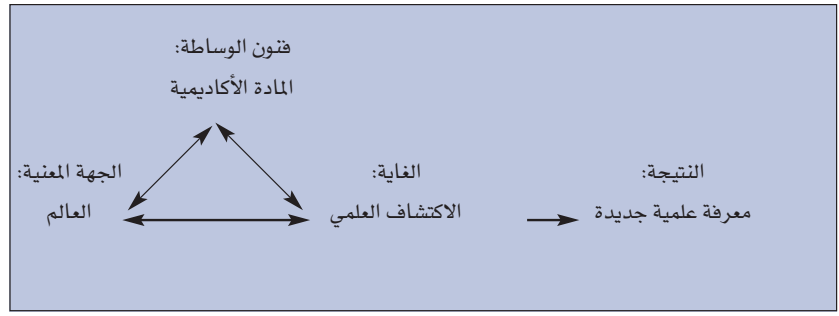 فنون الوساطة:
المادة الأكاديمية
الجهة المعنية:
العالم
الغاية:
الاكتشاف العلمي
النتيجة:
معرفة علمية جديدة